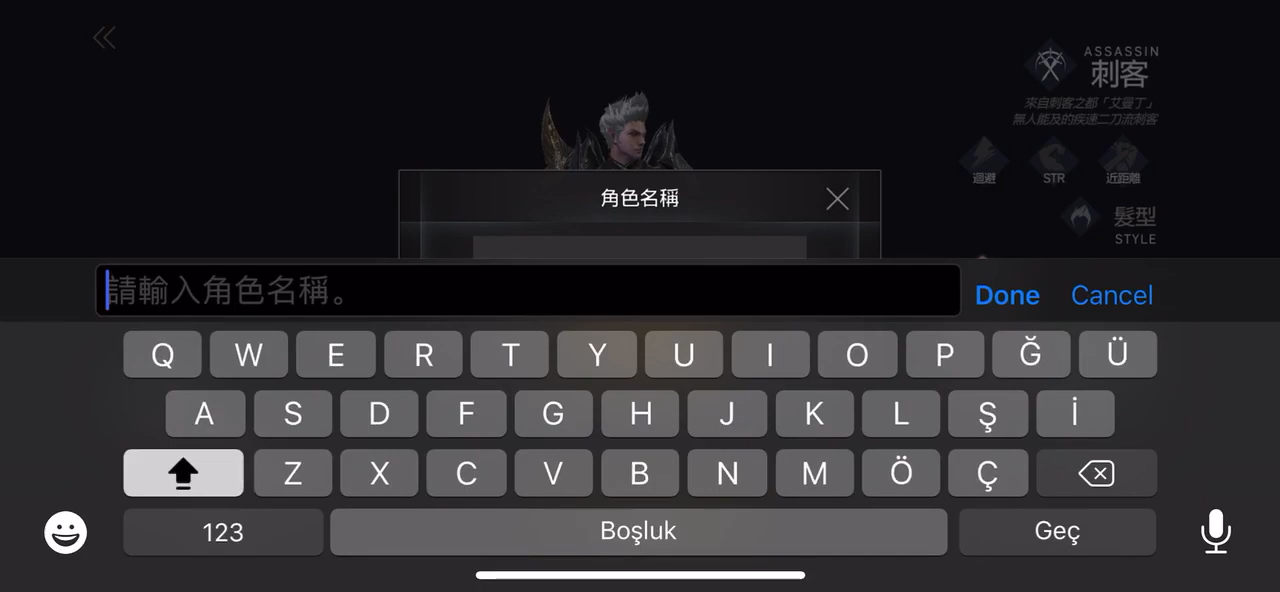 ASSASSIN
刺客
來自刺客之都「艾曼丁」
無人能及的疾速二刀流刺客
迴避 STR 近距離
髮型
STYLE
角色名稱
請輸入角色名稱。
Done Cancel
Q W E R T Y U I O P Ğ Ü
A S D F G H J K L Ş İ
Z X C V B N M Ö Ç
123 Boşluk Geç